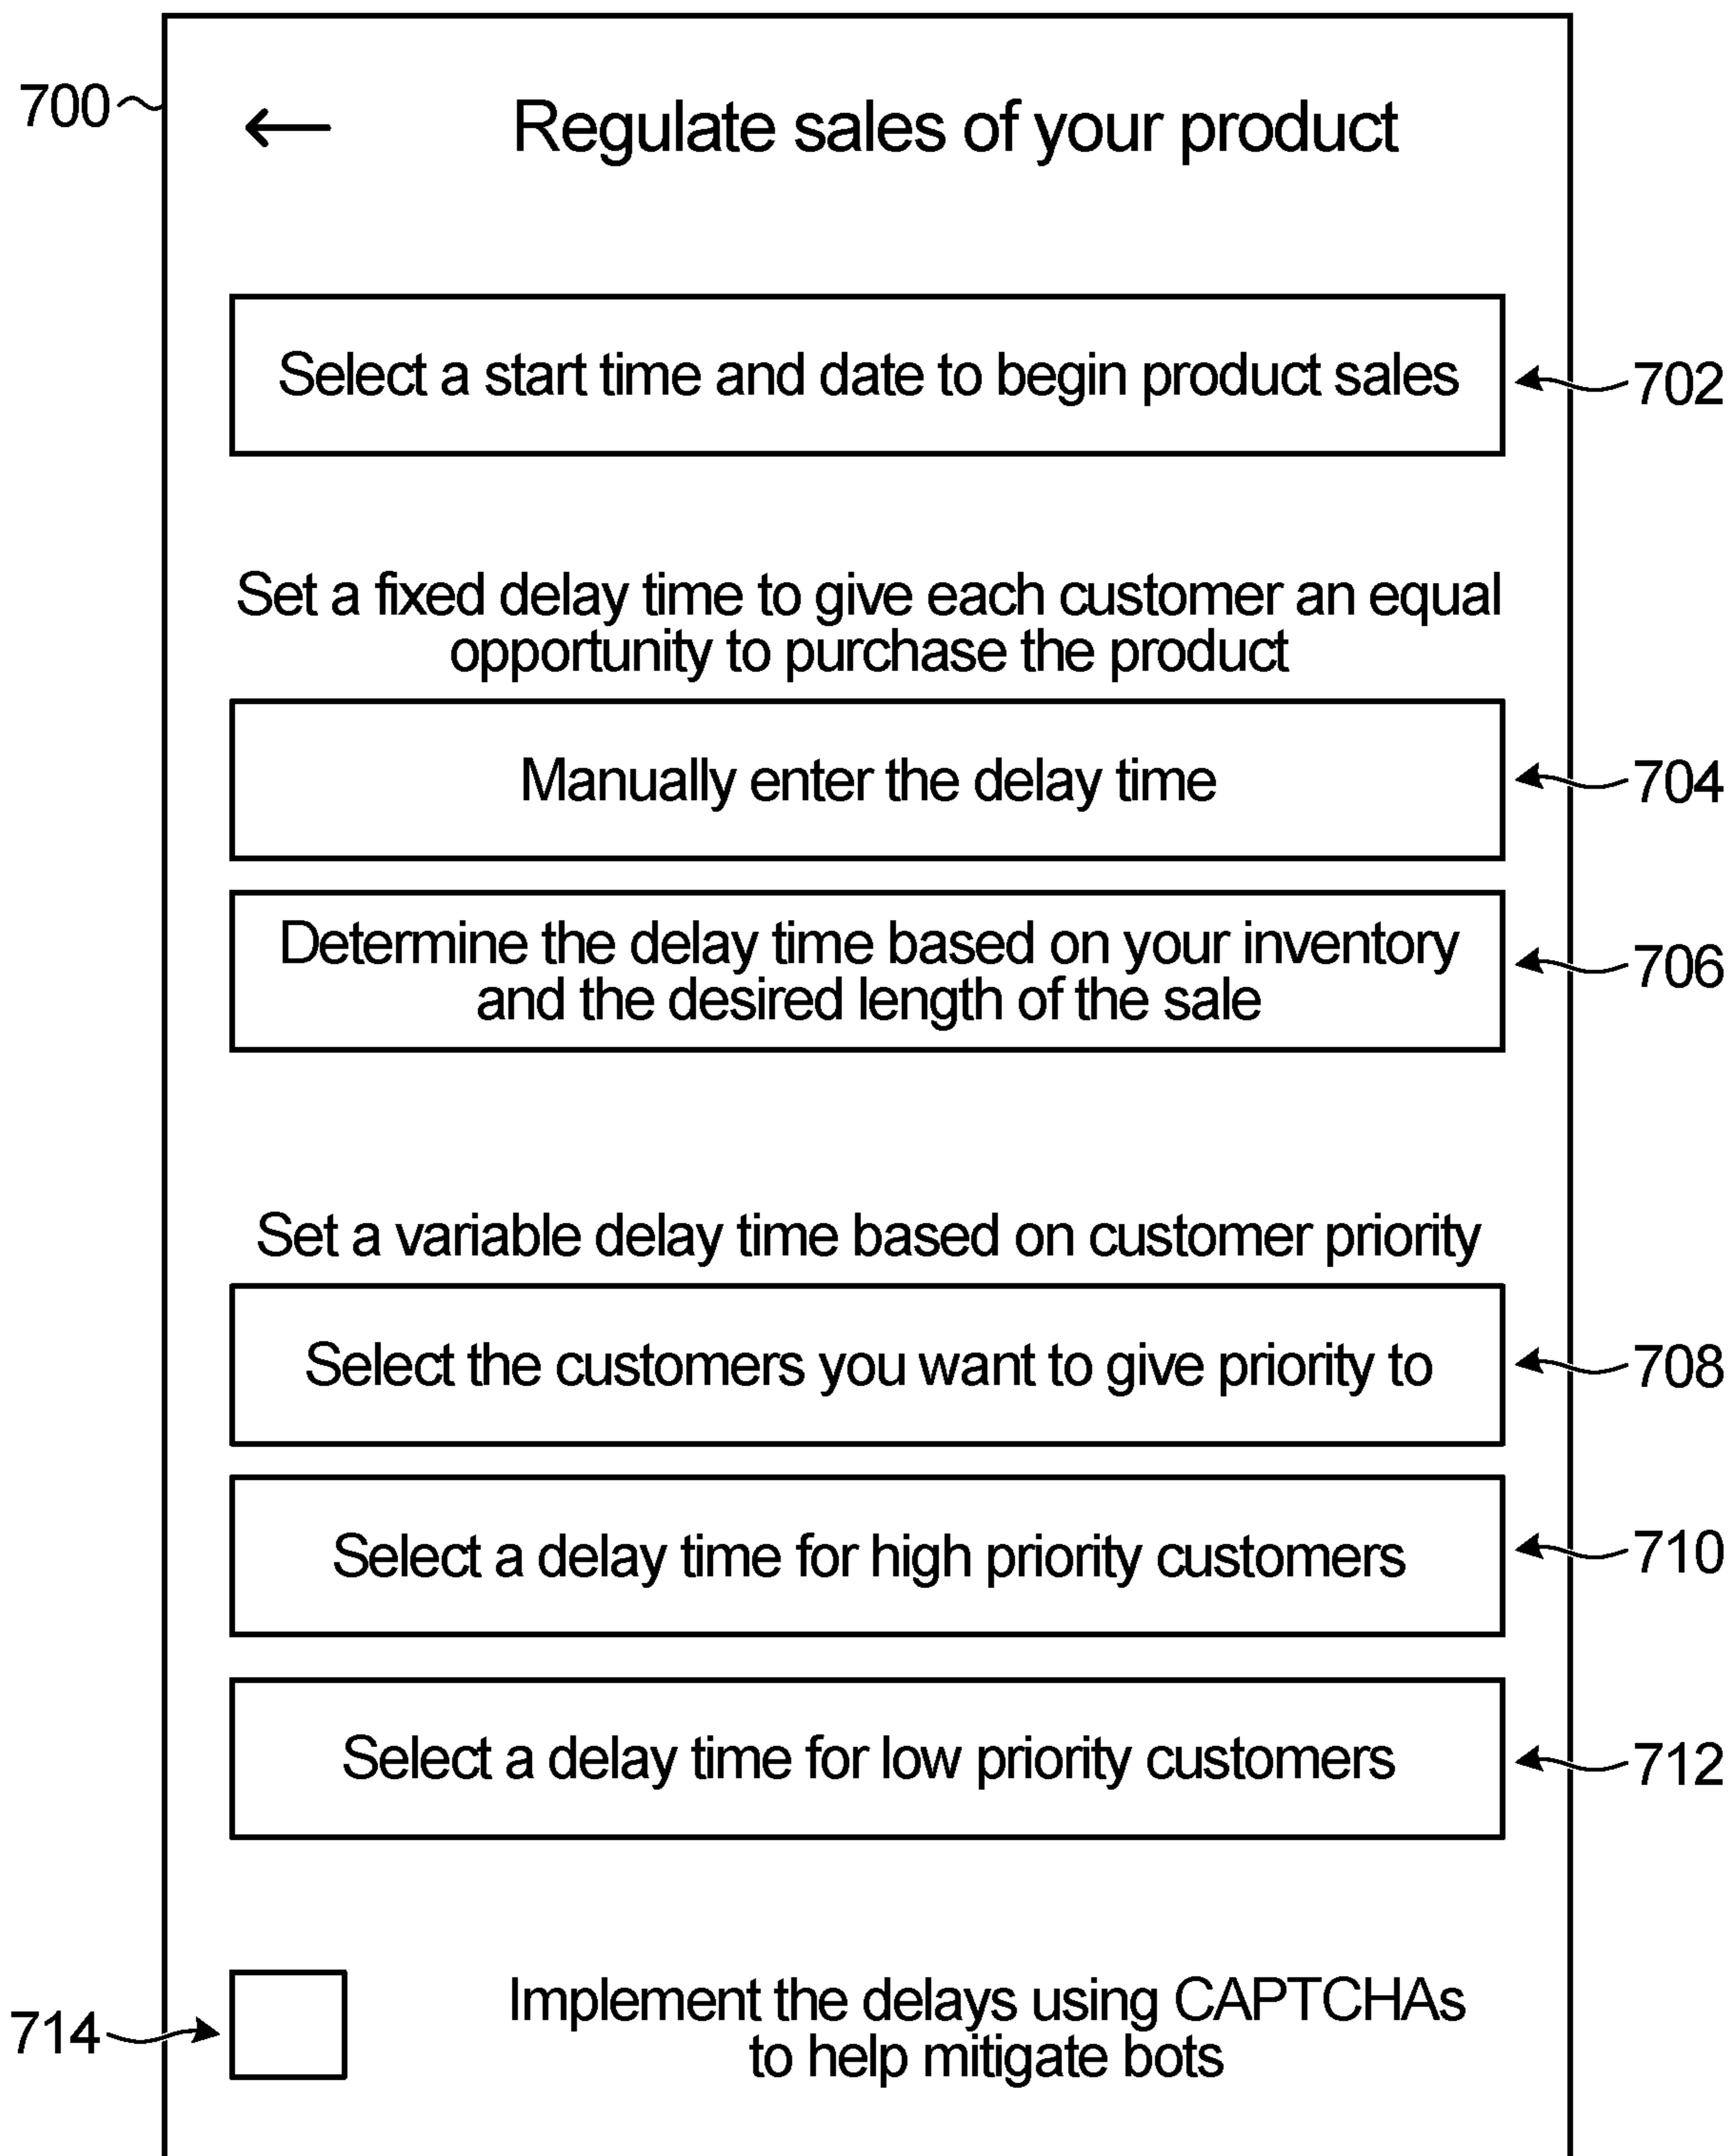 700
← Regulate sales of your product
Select a start time and date to begin product sales
702
Set a fixed delay time to give each customer an equal
opportunity to purchase the product
Manually enter the delay time
704
Determine the delay time based on your inventory
and the desired length of the sale
706
Set a variable delay time based on customer priority
Select the customers you want to give priority to
708
Select a delay time for high priority customers
710
Select a delay time for low priority customers
712
714
Implement the delays using CAPTCHAs
to help mitigate bots